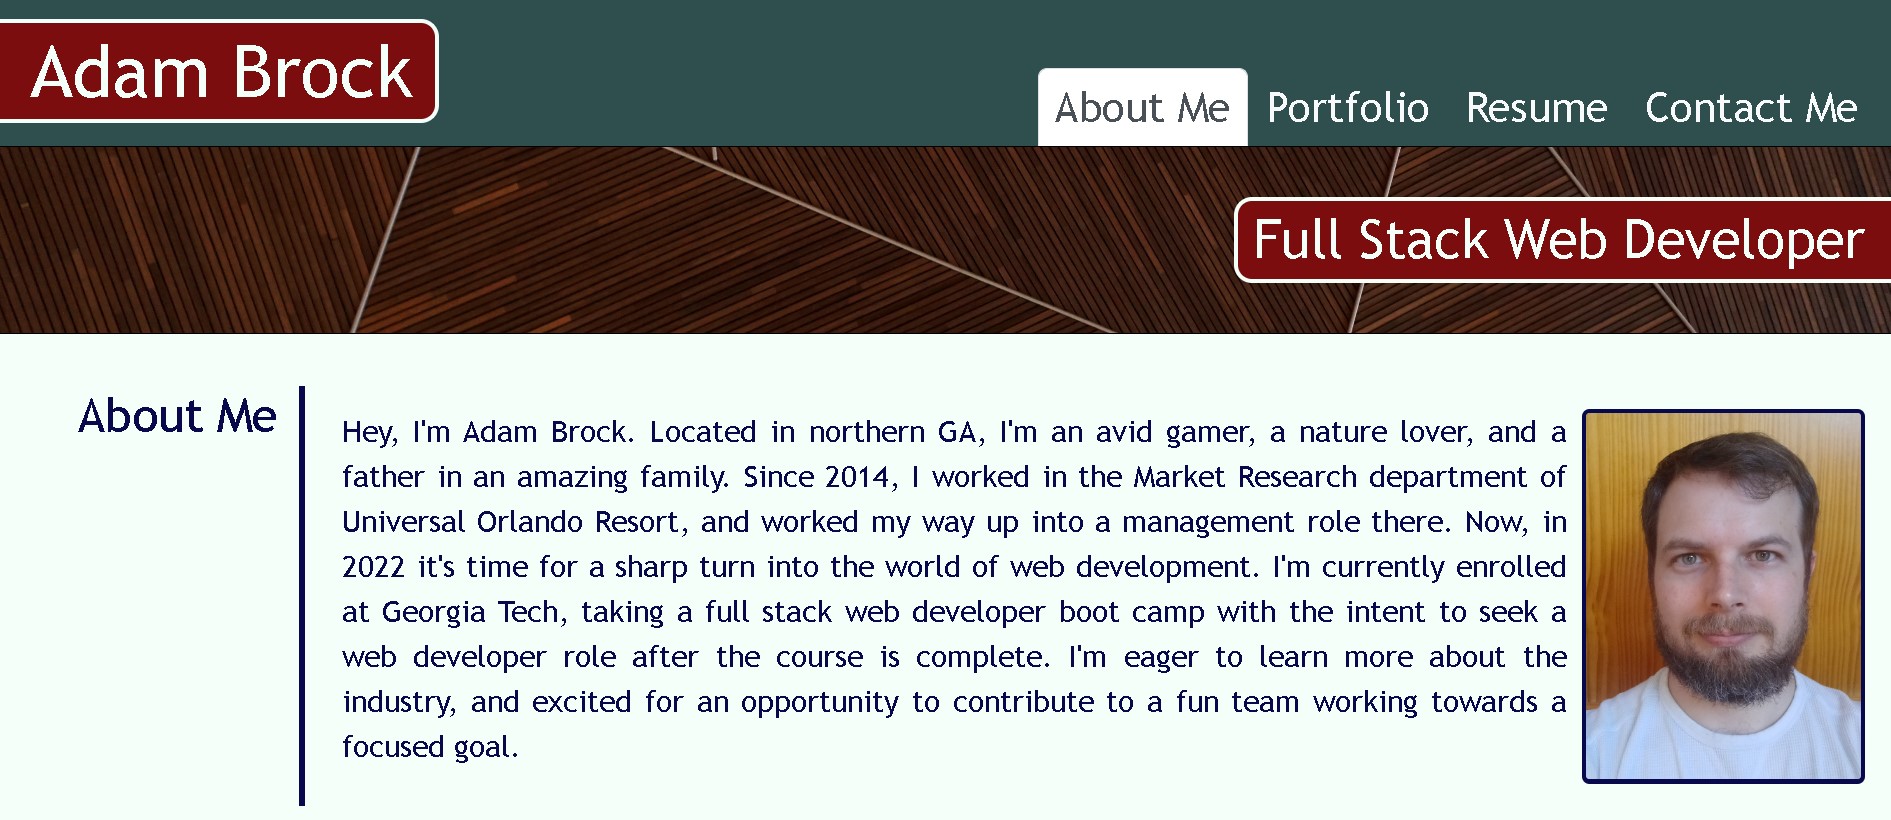 Adam Brock
About Me Portfolio Resume Contact Me
Full Stack Web Developer
About Me
Hey, I'm Adam Brock. Located in northern GA, I'm an avid gamer, a nature lover, and a
father in an amazing family. Since 2014, I worked in the Market Research department of
Universal Orlando Resort, and worked my way up into a management role there. Now, in
2022 it's time for a sharp turn into the world of web development. I'm currently enrolled
at Georgia Tech, taking a full stack web developer boot camp with the intent to seek a
web developer role after the course is complete. I'm eager to learn more about the
industry, and excited for an opportunity to contribute to a fun team working towards a
focused goal.